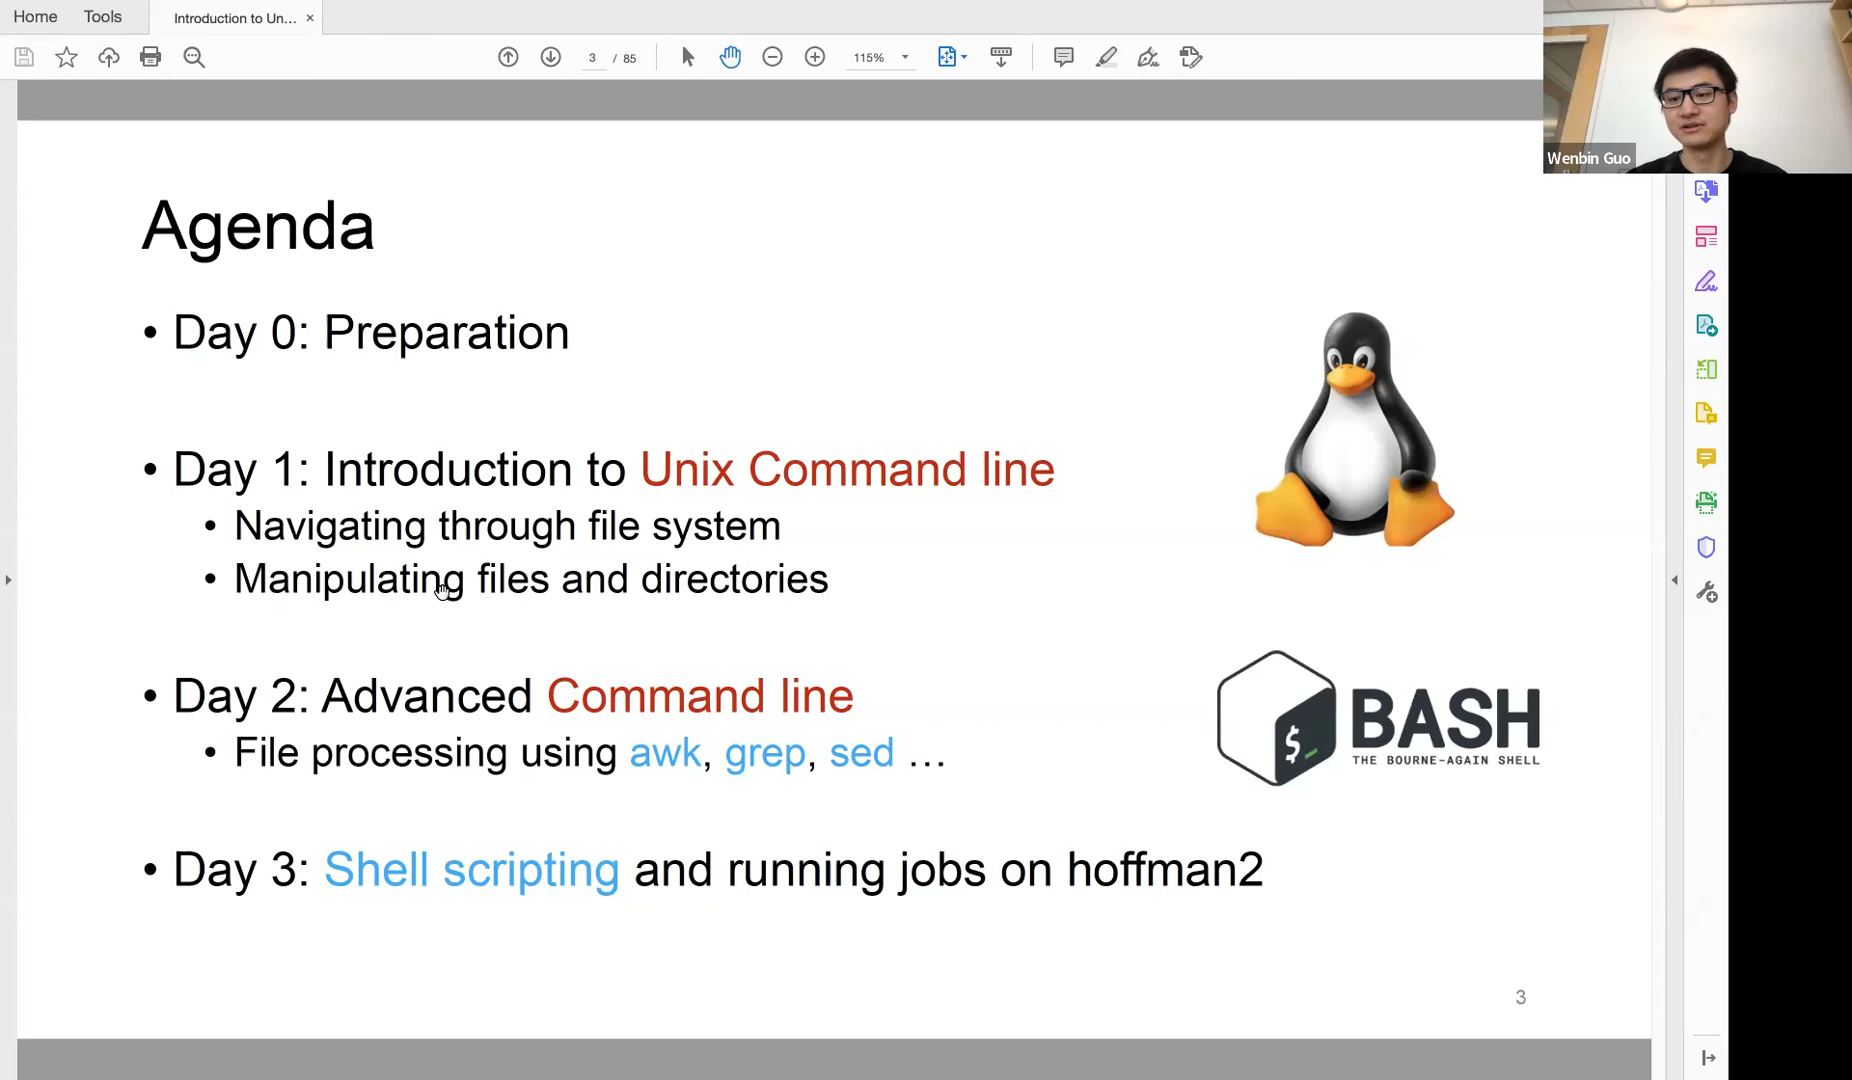 Home Tools Introduction to Un... ×
3 / 85 115%
Wenbin Guo
Agenda
• Day 0: Preparation
• Day 1: Introduction to Unix Command line
• Navigating through file system
• Manipulating files and directories
• Day 2: Advanced Command line
• File processing using awk, grep, sed …
$_ BASH
THE BOURNE-AGAIN SHELL
• Day 3: Shell scripting and running jobs on hoffman2
3